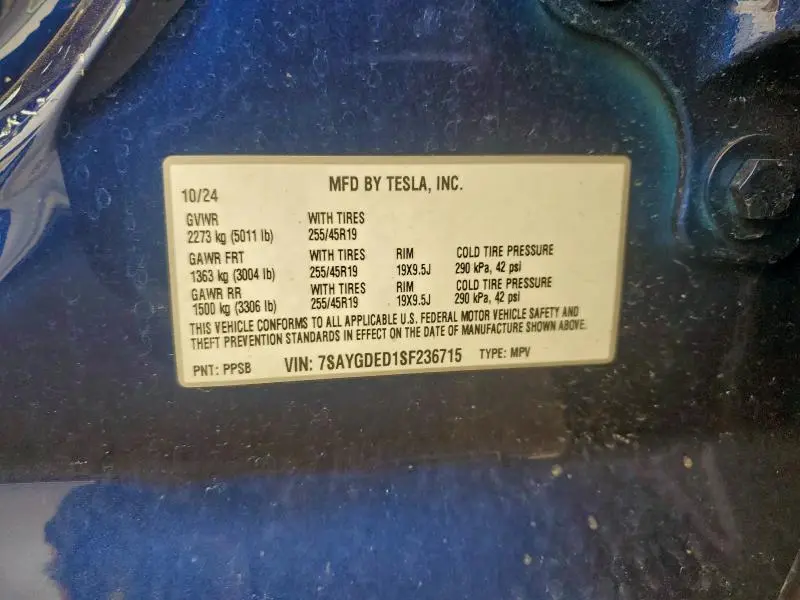 MFD BY TESLA, INC.
10/24
GVWR WITH TIRES
2273 kg (5011 lb) 255/45R19
GAWR FRT WITH TIRES RIM COLD TIRE PRESSURE
1363 kg (3004 lb) 255/45R19 19X9.5J 290 kPa, 42 psi
GAWR RR WITH TIRES RIM COLD TIRE PRESSURE
1500 kg (3306 lb) 255/45R19 19X9.5J 290 kPa, 42 psi
THIS VEHICLE CONFORMS TO ALL APPLICABLE U.S. FEDERAL MOTOR VEHICLE SAFETY AND
THEFT PREVENTION STANDARDS IN EFFECT ON THE DATE OF MANUFACTURE SHOWN ABOVE.
PNT: PPSB VIN: 7SAYGDED1SF236715 TYPE: MPV